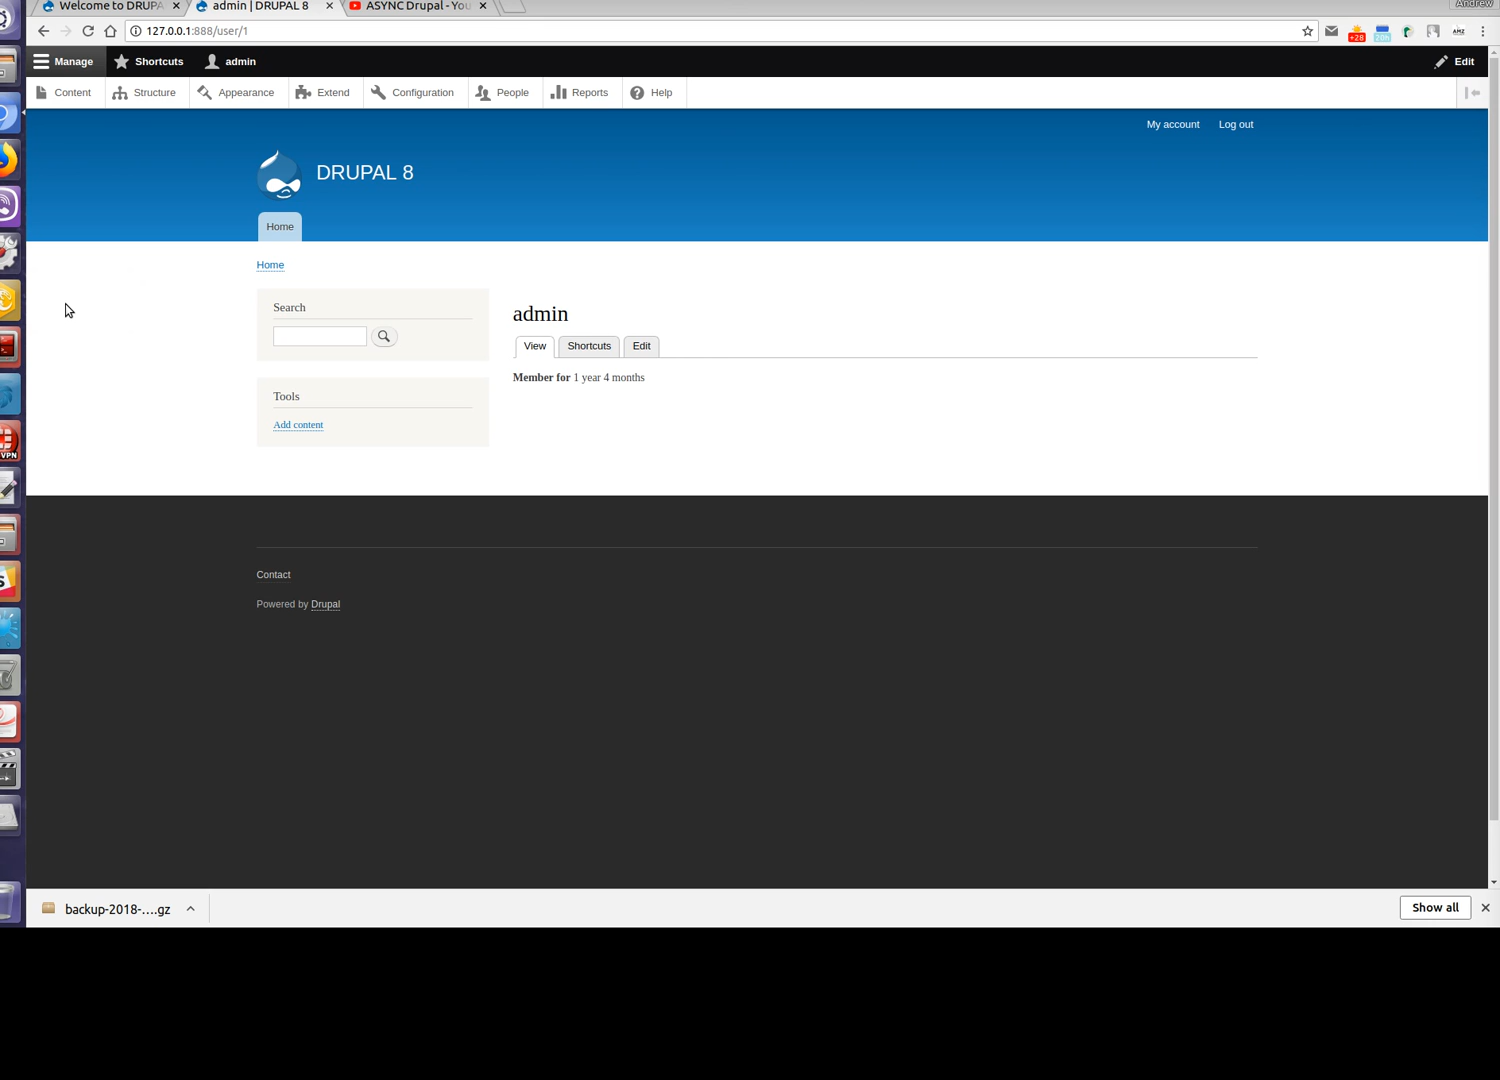 Welcome to DRUPA
admin | DRUPAL 8
ASYNC Drupal - You
Andrew
127.0.0.1:888/user/1
+28
AMZ
Manage
Shortcuts
admin
Edit
Content
Structure
Appearance
Extend
Configuration
People
Reports
Help
My account
Log out
DRUPAL 8
Home
Home
Search
admin
View
Shortcuts
Edit
Member for 1 year 4 months
Tools
Add content
VPN
Contact
Powered by Drupal
backup-2018-....gz
Show all